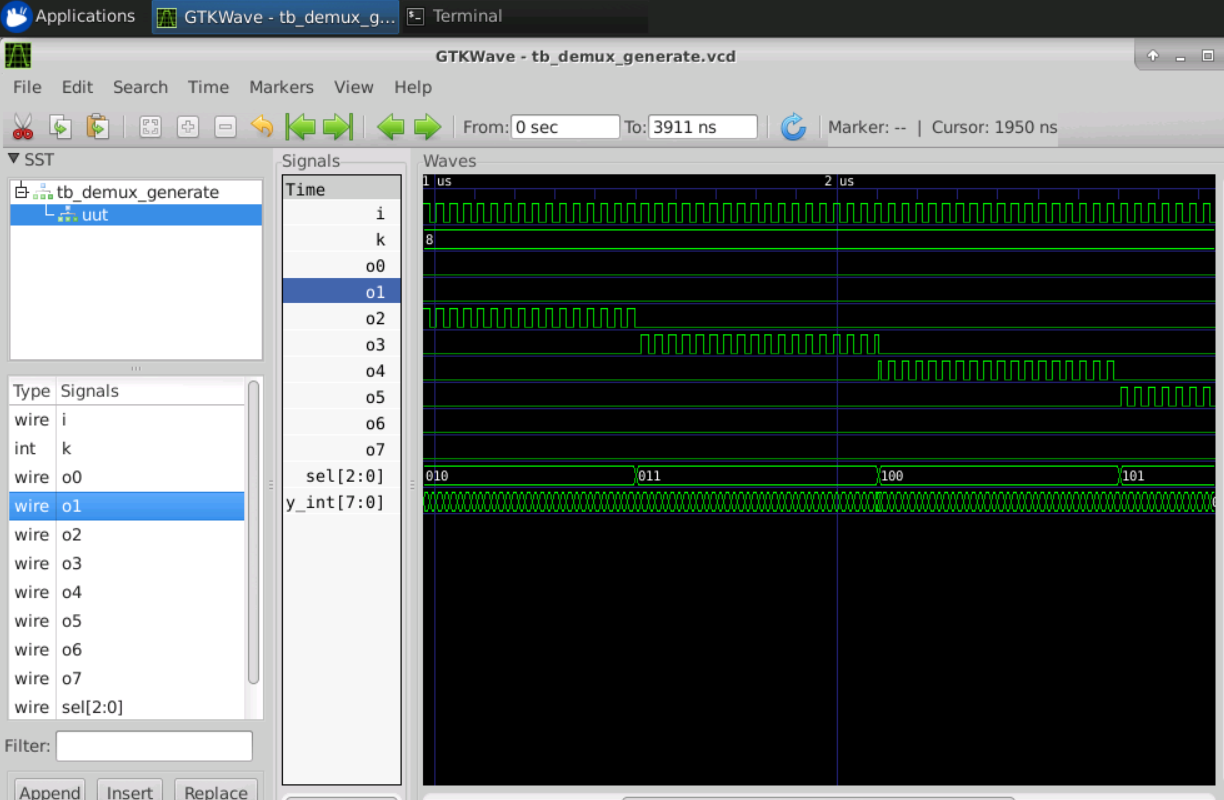 Applications GTKWave - tb_demux_g... Terminal
GTKWave - tb_demux_generate.vcd
File Edit Search Time Markers View Help
From: 0 sec To: 3911 ns Marker: -- | Cursor: 1950 ns
SST
tb_demux_generate
uut
Type Signals
wire i
int k
wire o0
wire o1
wire o2
wire o3
wire o4
wire o5
wire o6
wire o7
wire sel[2:0]
Filter:
Append Insert Replace
Signals
Time
i
k
o0
o1
o2
o3
o4
o5
o6
o7
sel[2:0]
y_int[7:0]
Waves
1 us 2 us
8
010 011 100 101